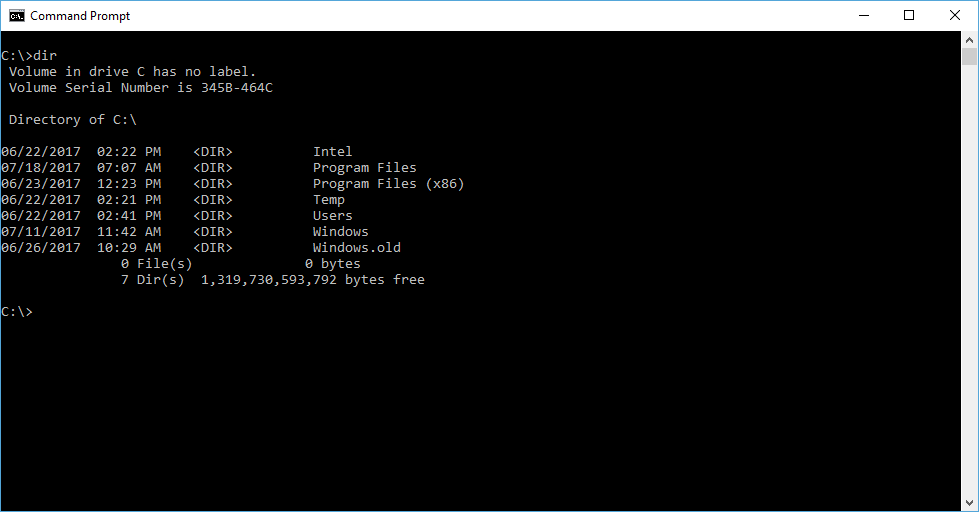 Command Prompt
C:\>dir
 Volume in drive C has no label.
 Volume Serial Number is 345B-464C
 Directory of C:\
06/22/2017  02:22 PM    <DIR>          Intel
07/18/2017  07:07 AM    <DIR>          Program Files
06/23/2017  12:23 PM    <DIR>          Program Files (x86)
06/22/2017  02:21 PM    <DIR>          Temp
06/22/2017  02:41 PM    <DIR>          Users
07/11/2017  11:42 AM    <DIR>          Windows
06/26/2017  10:29 AM    <DIR>          Windows.old
               0 File(s)              0 bytes
               7 Dir(s)  1,319,730,593,792 bytes free
C:\>